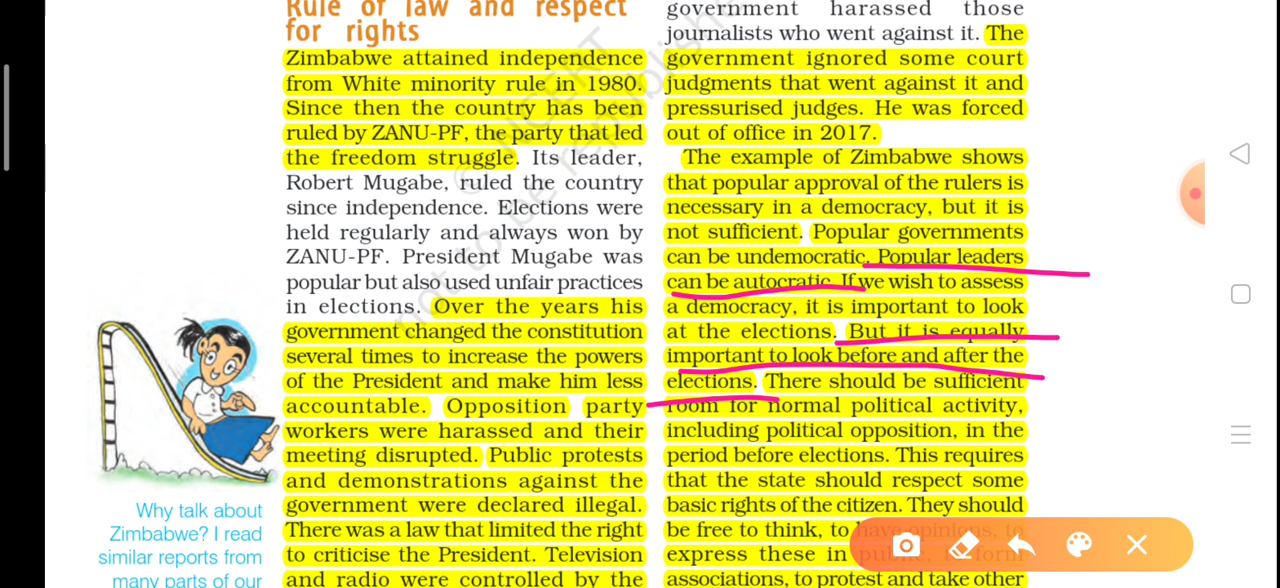 Rule of law and respect
for rights
Zimbabwe attained independence
from White minority rule in 1980.
Since then the country has been
ruled by ZANU-PF, the party that led
the freedom struggle. Its leader,
Robert Mugabe, ruled the country
since independence. Elections were
held regularly and always won by
ZANU-PF. President Mugabe was
popular but also used unfair practices
in elections. Over the years his
government changed the constitution
several times to increase the powers
of the President and make him less
accountable. Opposition party
workers were harassed and their
meeting disrupted. Public protests
and demonstrations against the
government were declared illegal.
There was a law that limited the right
to criticise the President. Television
and radio were controlled by the
Why talk about
Zimbabwe? I read
similar reports from
many parts of our
government harassed those
journalists who went against it. The
government ignored some court
judgments that went against it and
pressurised judges. He was forced
out of office in 2017.
The example of Zimbabwe shows
that popular approval of the rulers is
necessary in a democracy, but it is
not sufficient. Popular governments
can be undemocratic. Popular leaders
can be autocratic. If we wish to assess
a democracy, it is important to look
at the elections. But it is equally
important to look before and after the
elections. There should be sufficient
room for normal political activity,
including political opposition, in the
period before elections. This requires
that the state should respect some
basic rights of the citizen. They should
be free to think, to have opinions, to
express these in public, to form
associations, to protest and take other
© NCERT
not to be republished